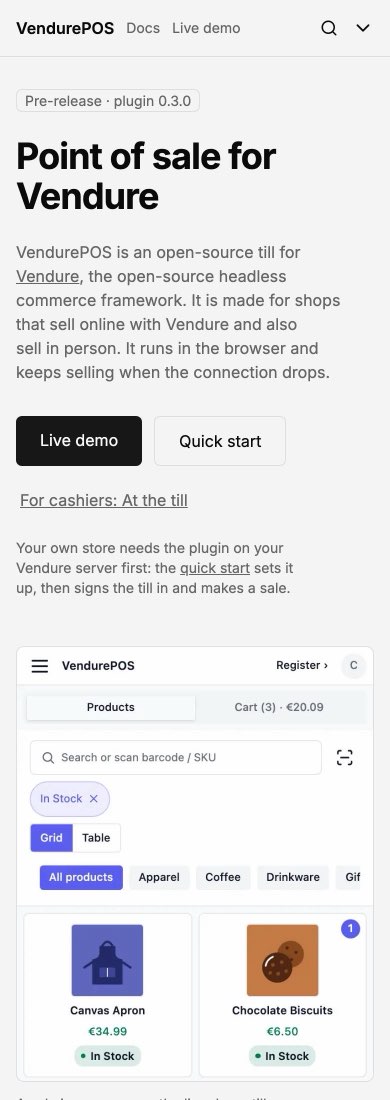 VendurePOS Docs Live demo
Pre-release · plugin 0.3.0
Point of sale for
Vendure
VendurePOS is an open-source till for
Vendure, the open-source headless
commerce framework. It is made for shops
that sell online with Vendure and also
sell in person. It runs in the browser and
keeps selling when the connection drops.
Live demo Quick start
For cashiers: At the till
Your own store needs the plugin on your
Vendure server first: the quick start sets it
up, then signs the till in and makes a sale.
VendurePOS Register › C
Products Cart (3) · €20.09
Search or scan barcode / SKU
In Stock ×
Grid Table
All products Apparel Coffee Drinkware Gif
1
Canvas Apron Chocolate Biscuits
€34.99 €6.50
• In Stock • In Stock